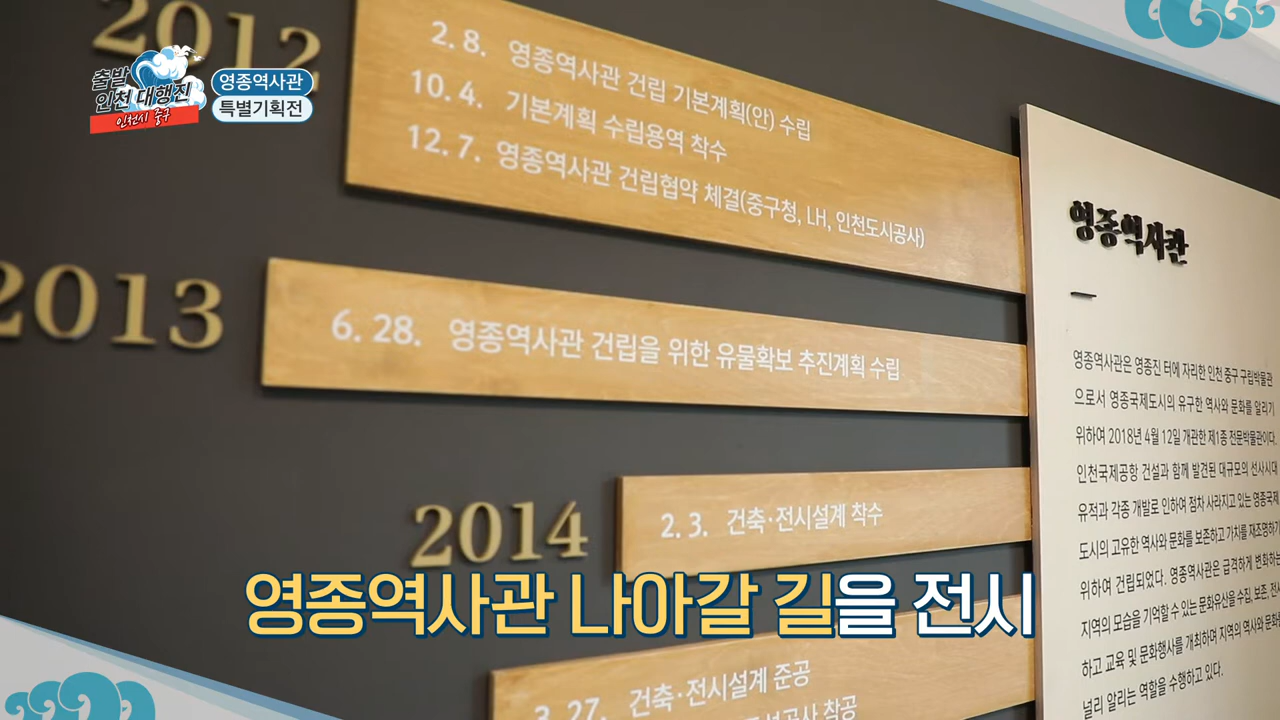 2012
출발
인천 대행진
인천시 중구
영종역사관
특별기획전
2. 8. 영종역사관 건립 기본계획(안) 수립
10. 4. 기본계획 수립용역 착수
12. 7. 영종역사관 건립협약 체결(중구청, LH, 인천도시공사)
2013
6. 28. 영종역사관 건립을 위한 유물확보 추진계획 수립
2014
2. 3. 건축·전시설계 착수
3. 27. 건축·전시설계 준공
착공
영종역사관
영종역사관은 영종진 터에 자리한 인천 중구 구립박물관
으로서 영종국제도시의 유구한 역사와 문화를 알리기
위하여 2018년 4월 12일 개관한 제1종 전문박물관이다.
인천국제공항 건설과 함께 발견된 대규모의 선사시대
유적과 각종 개발로 인하여 점차 사라지고 있는 영종국제
도시의 고유한 역사와 문화를 보존하고 가치를 재조명하기
위하여 건립되었다. 영종역사관은 급격하게 변화하는
지역의 모습을 기억할 수 있는 문화유산을 수집, 보존, 전시
하고 교육 및 문화행사를 개최하며 지역의 역사와 문화를
널리 알리는 역할을 수행하고 있다.
영종역사관 나아갈 길을 전시